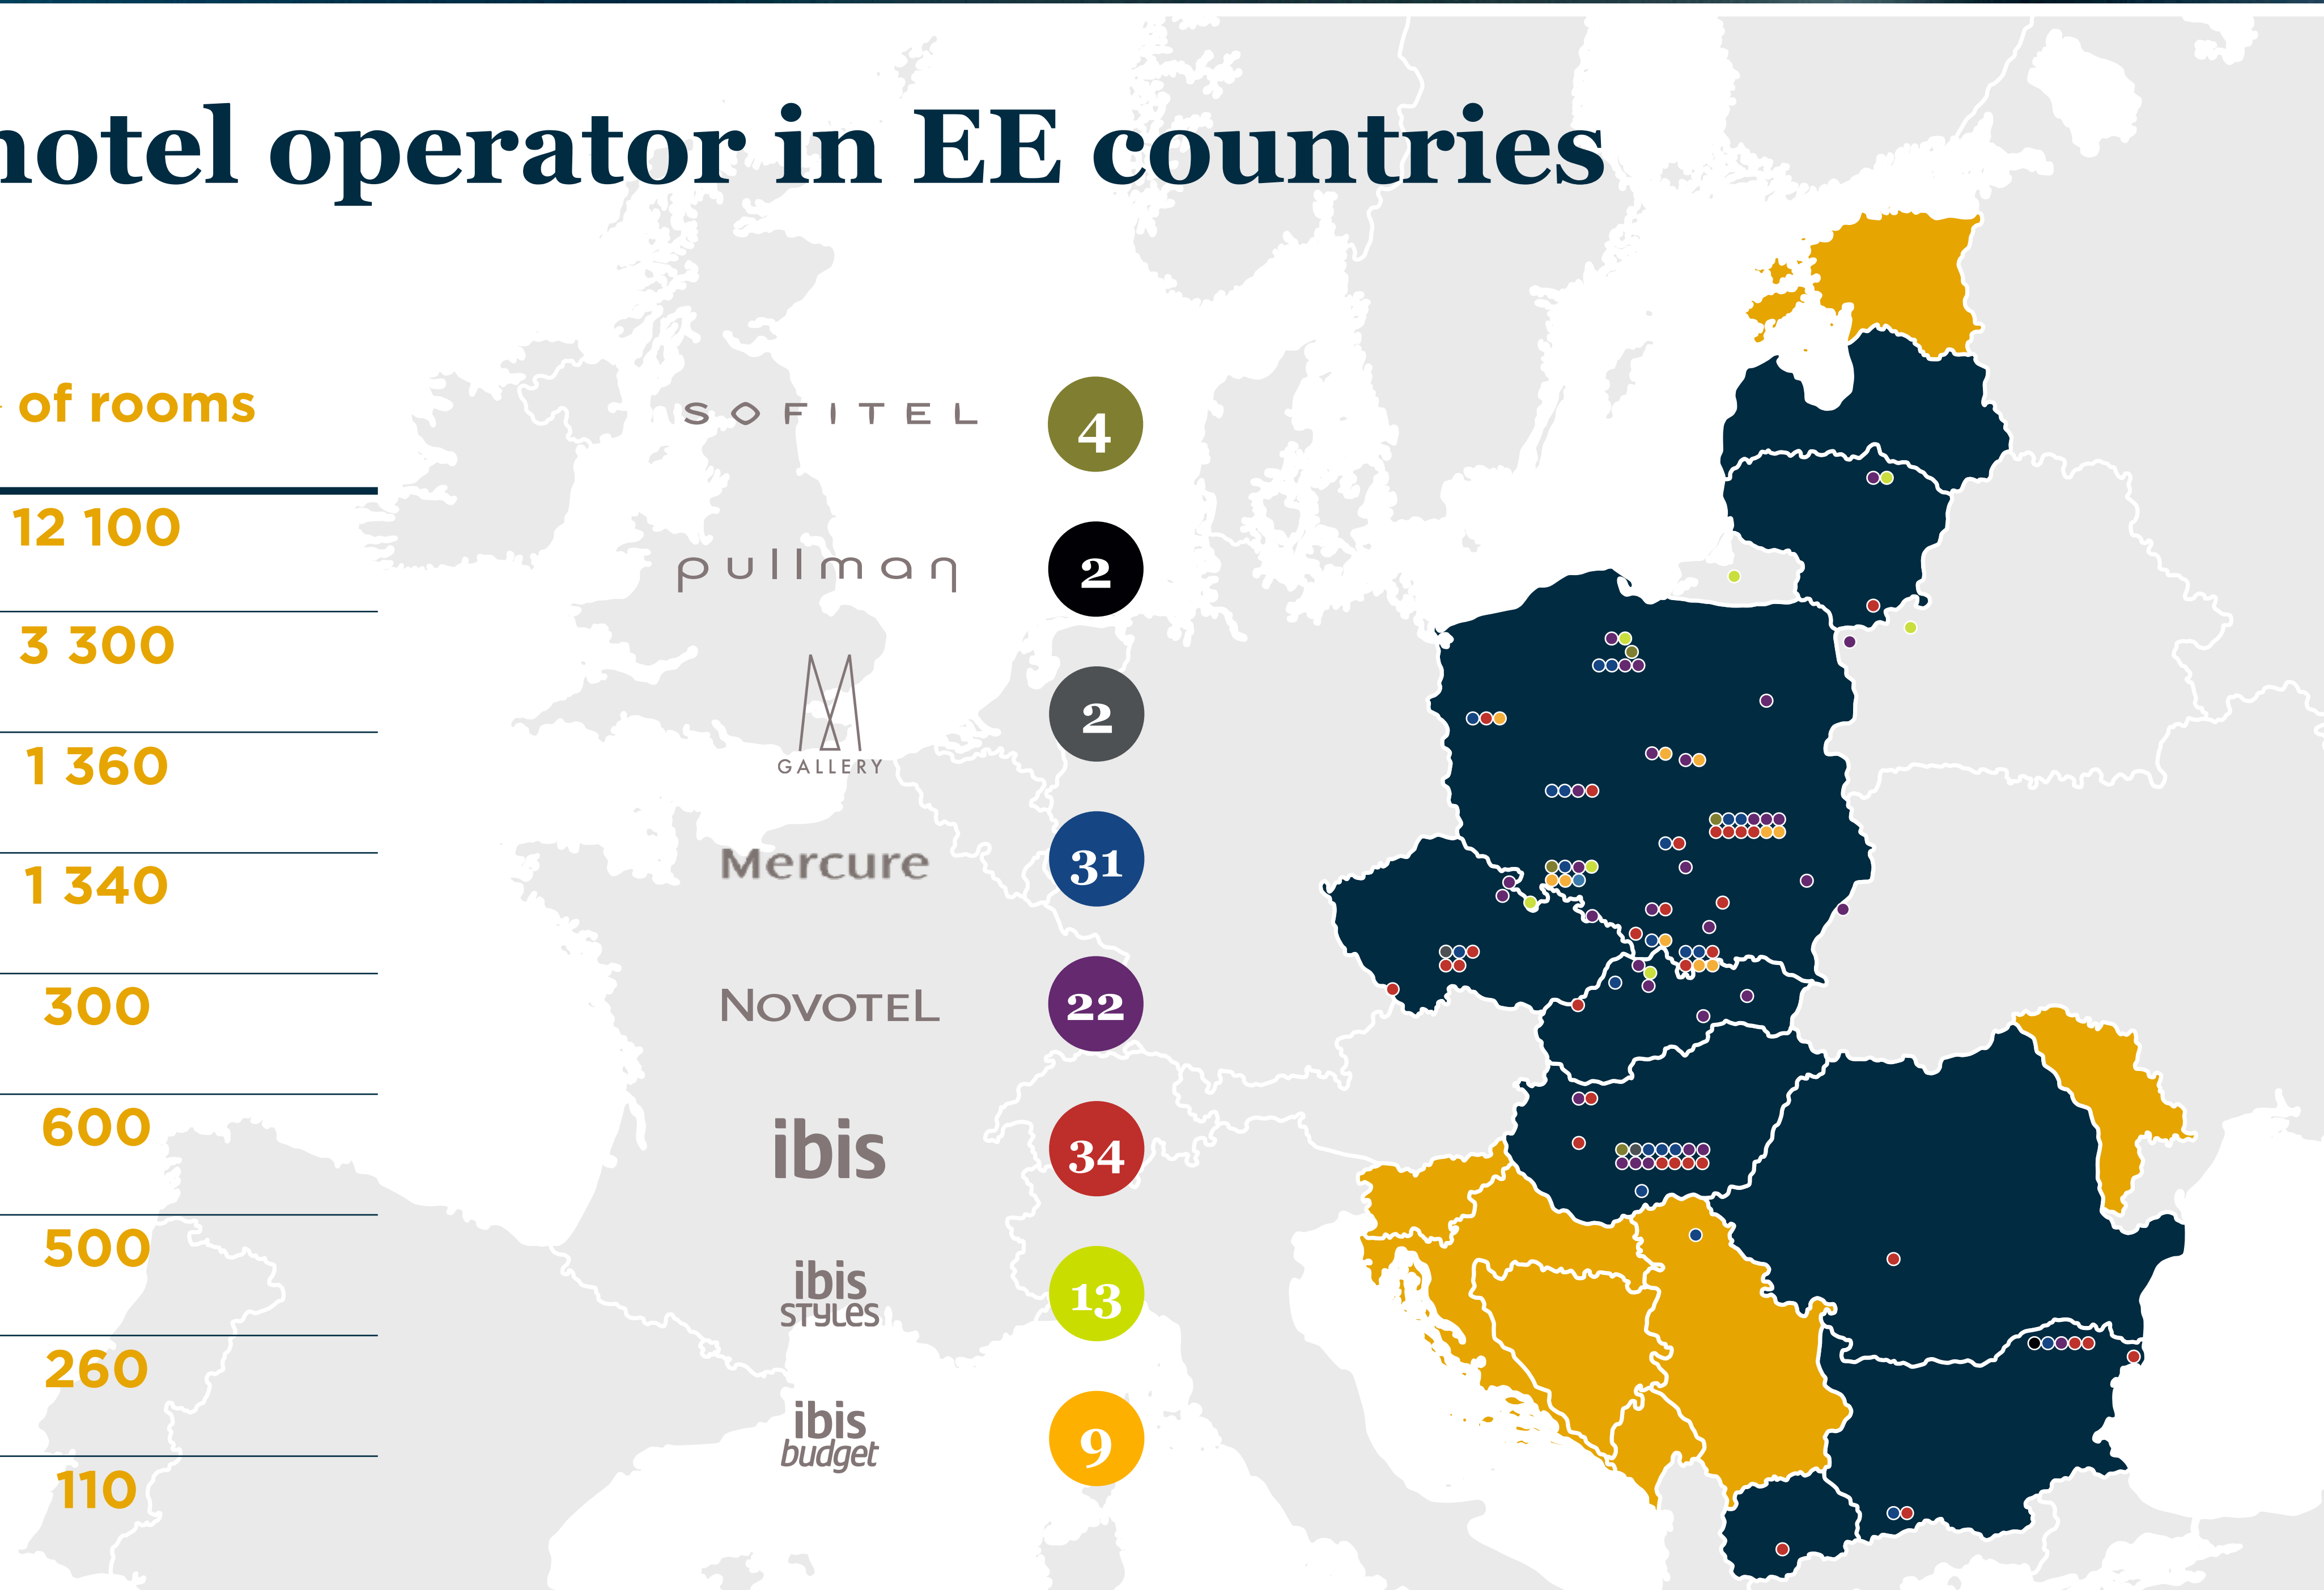 hotel operator in EE countries
of rooms
12 100
3 300
1 360
1 340
300
600
500
260
110
SOFITEL
4
pullman
2
M
GALLERY
2
Mercure
31
NOVOTEL
22
ibis
34
ibis
STYLES
13
ibis
budget
9